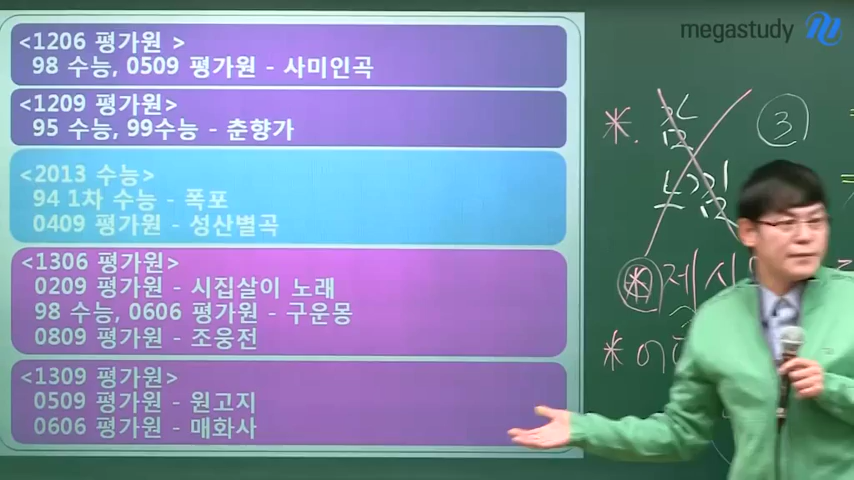 <1206 평가원 >
98 수능, 0509 평가원 - 사미인곡
<1209 평가원>
95 수능, 99수능 - 춘향가
<2013 수능>
94 1차 수능 - 폭포
0409 평가원 - 성산별곡
<1306 평가원>
0209 평가원 - 시집살이 노래
98 수능, 0606 평가원 - 구운몽
0809 평가원 - 조웅전
<1309 평가원>
0509 평가원 - 원고지
0606 평가원 - 매화사
megastudy
*.
12
③
12
* 제시
*